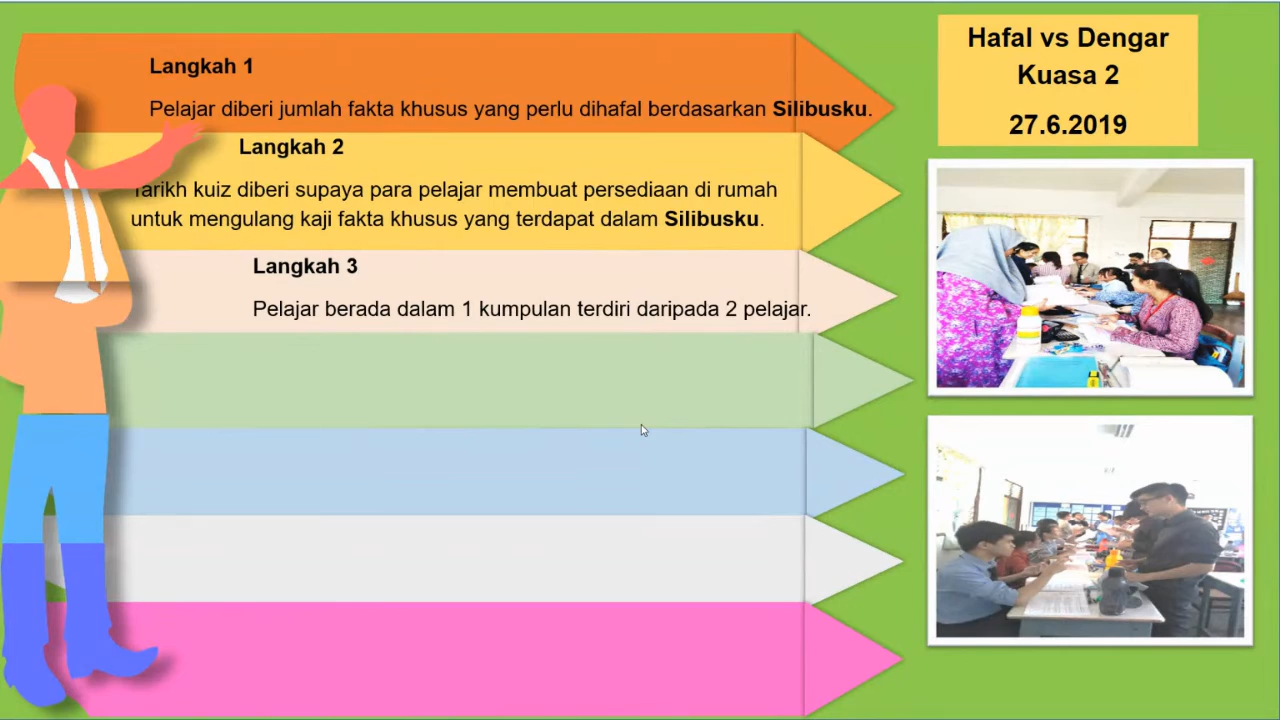 Langkah 1
Pelajar diberi jumlah fakta khusus yang perlu dihafal berdasarkan Silibusku.
Langkah 2
Tarikh kuiz diberi supaya para pelajar membuat persediaan di rumah
untuk mengulang kaji fakta khusus yang terdapat dalam Silibusku.
Langkah 3
Pelajar berada dalam 1 kumpulan terdiri daripada 2 pelajar.
Hafal vs Dengar
Kuasa 2
27.6.2019